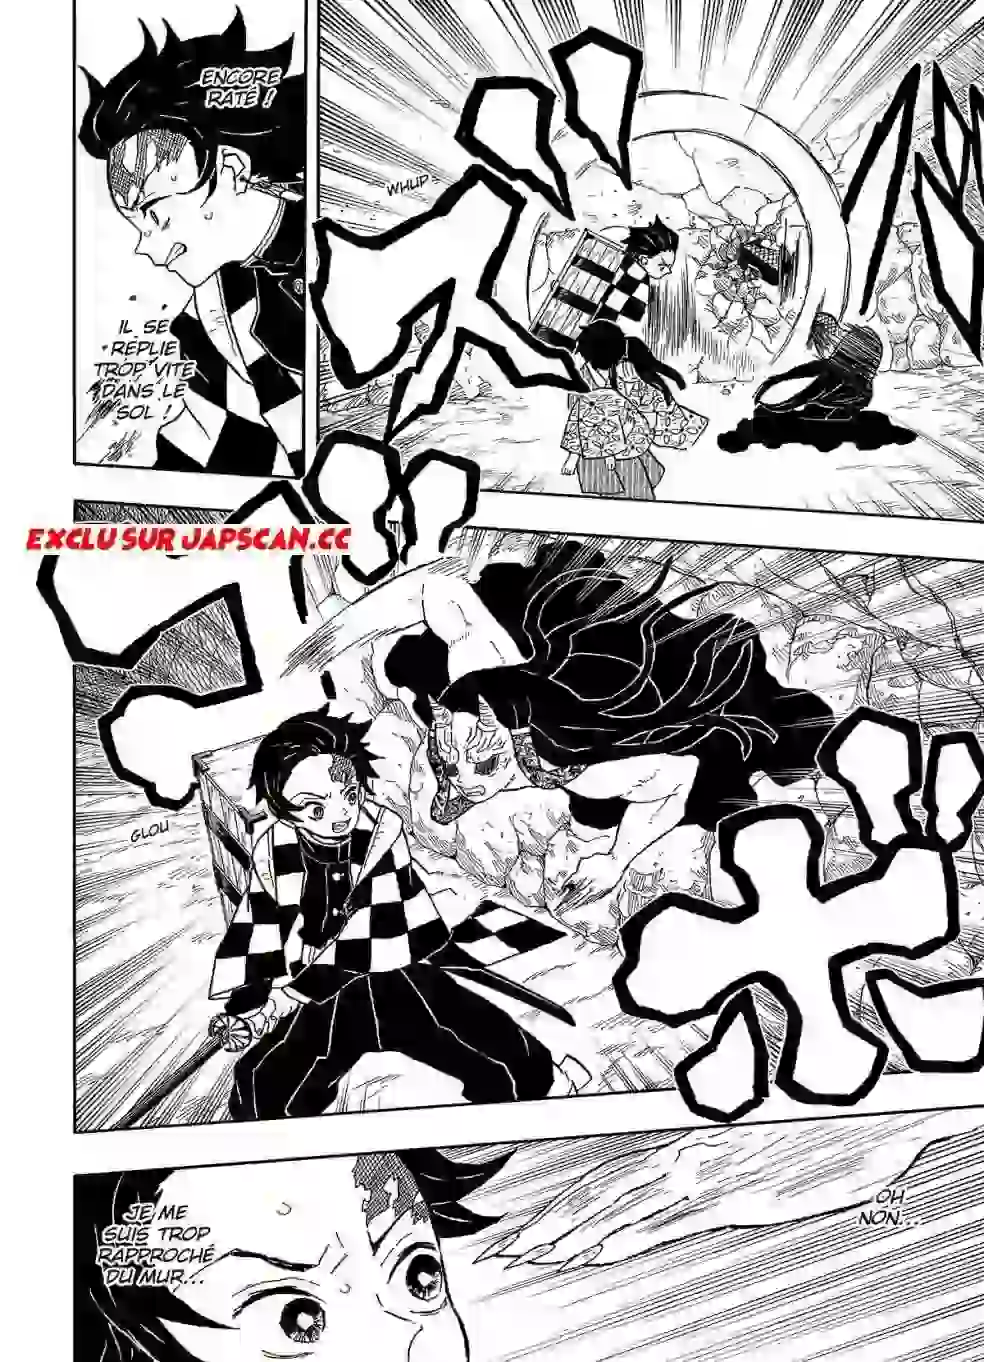 ENCORE
RATÉ !
IL SE
REPLIE
TROP VITE
DANS LE
SOL !
WHUP
EXCLU SUR JAPSCAN.CC
GLOU
OH
NON...
JE ME
SUIS TROP
RAPPROCHÉ
DU MUR...